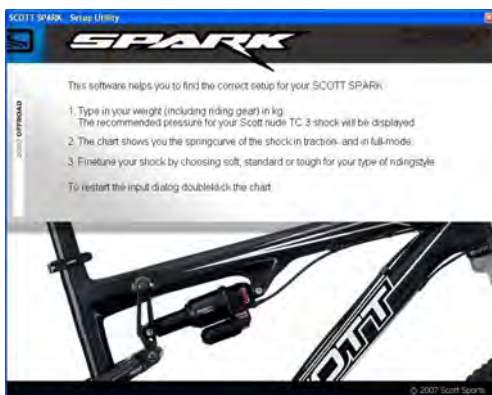 SCOTT SPARK  Setup Utility
SPARK
This software helps you to find the correct setup for your SCOTT SPARK.
1. Type in your weight (including riding gear) in kg.
The recommended pressure for your Scott nude TC 3 shock will be displayed.
2. The chart shows you the springcurve of the shock in traction- and in full-mode.
3. Finetune your shock by choosing soft, standard or tough for your type of ridingstyle.
To restart the input dialog doubleklick the chart
2007 OFFROAD
OTT
© 2007 Scott Sports